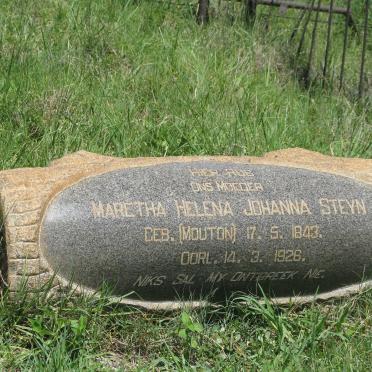 HIER RUS
ONS MOEDER
MARETHA HELENA JOHANNA STEYN
GEB. (MOUTON) 17. 5. 1843.
OORL. 14. 3. 1926.
NIKS SAL MY ONTBREEK NIE.